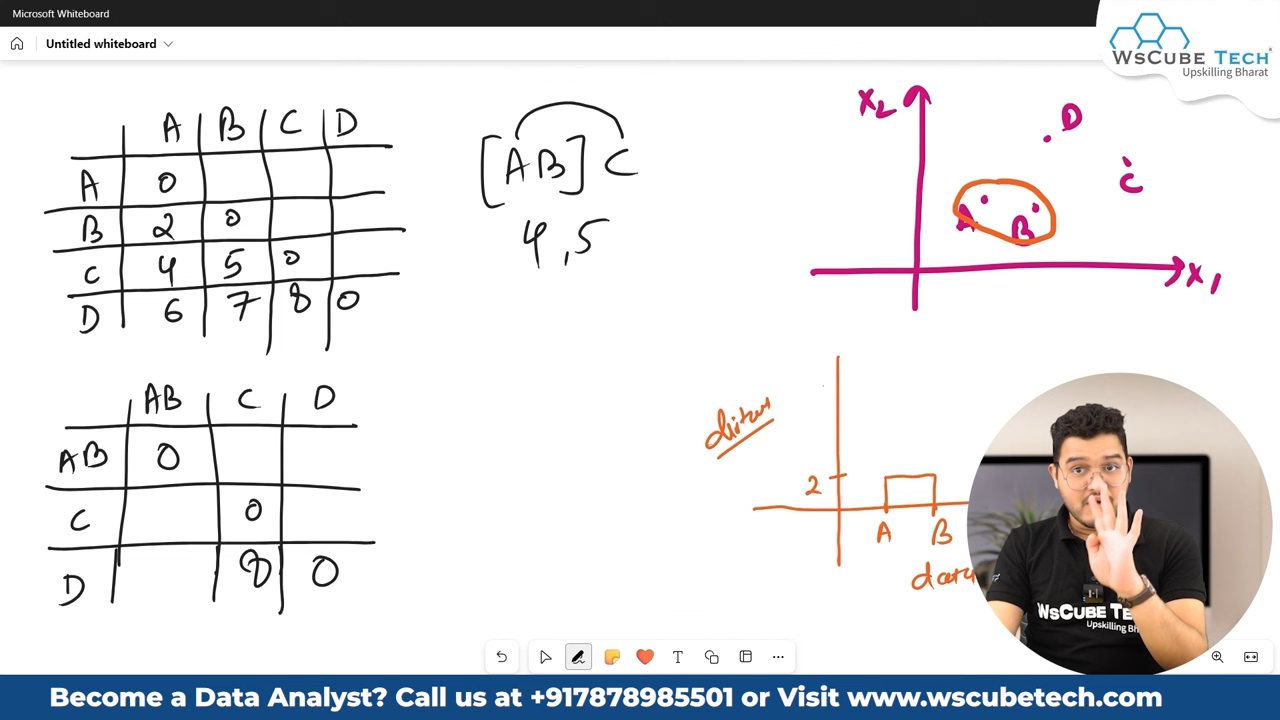 Microsoft Whiteboard
Untitled whiteboard
WsCube Tech
Upskilling Bharat
A B C D
A 0
B 2 0
C 4 5 0
D 6 7 8 0
[AB] C
4,5
X2
D
C
A B
X1
AB C D
AB 0
C 0
D 8 0
2
A B
WsCube Te
Upskilling Bh
Become a Data Analyst? Call us at +917878985501 or Visit www.wscubetech.com